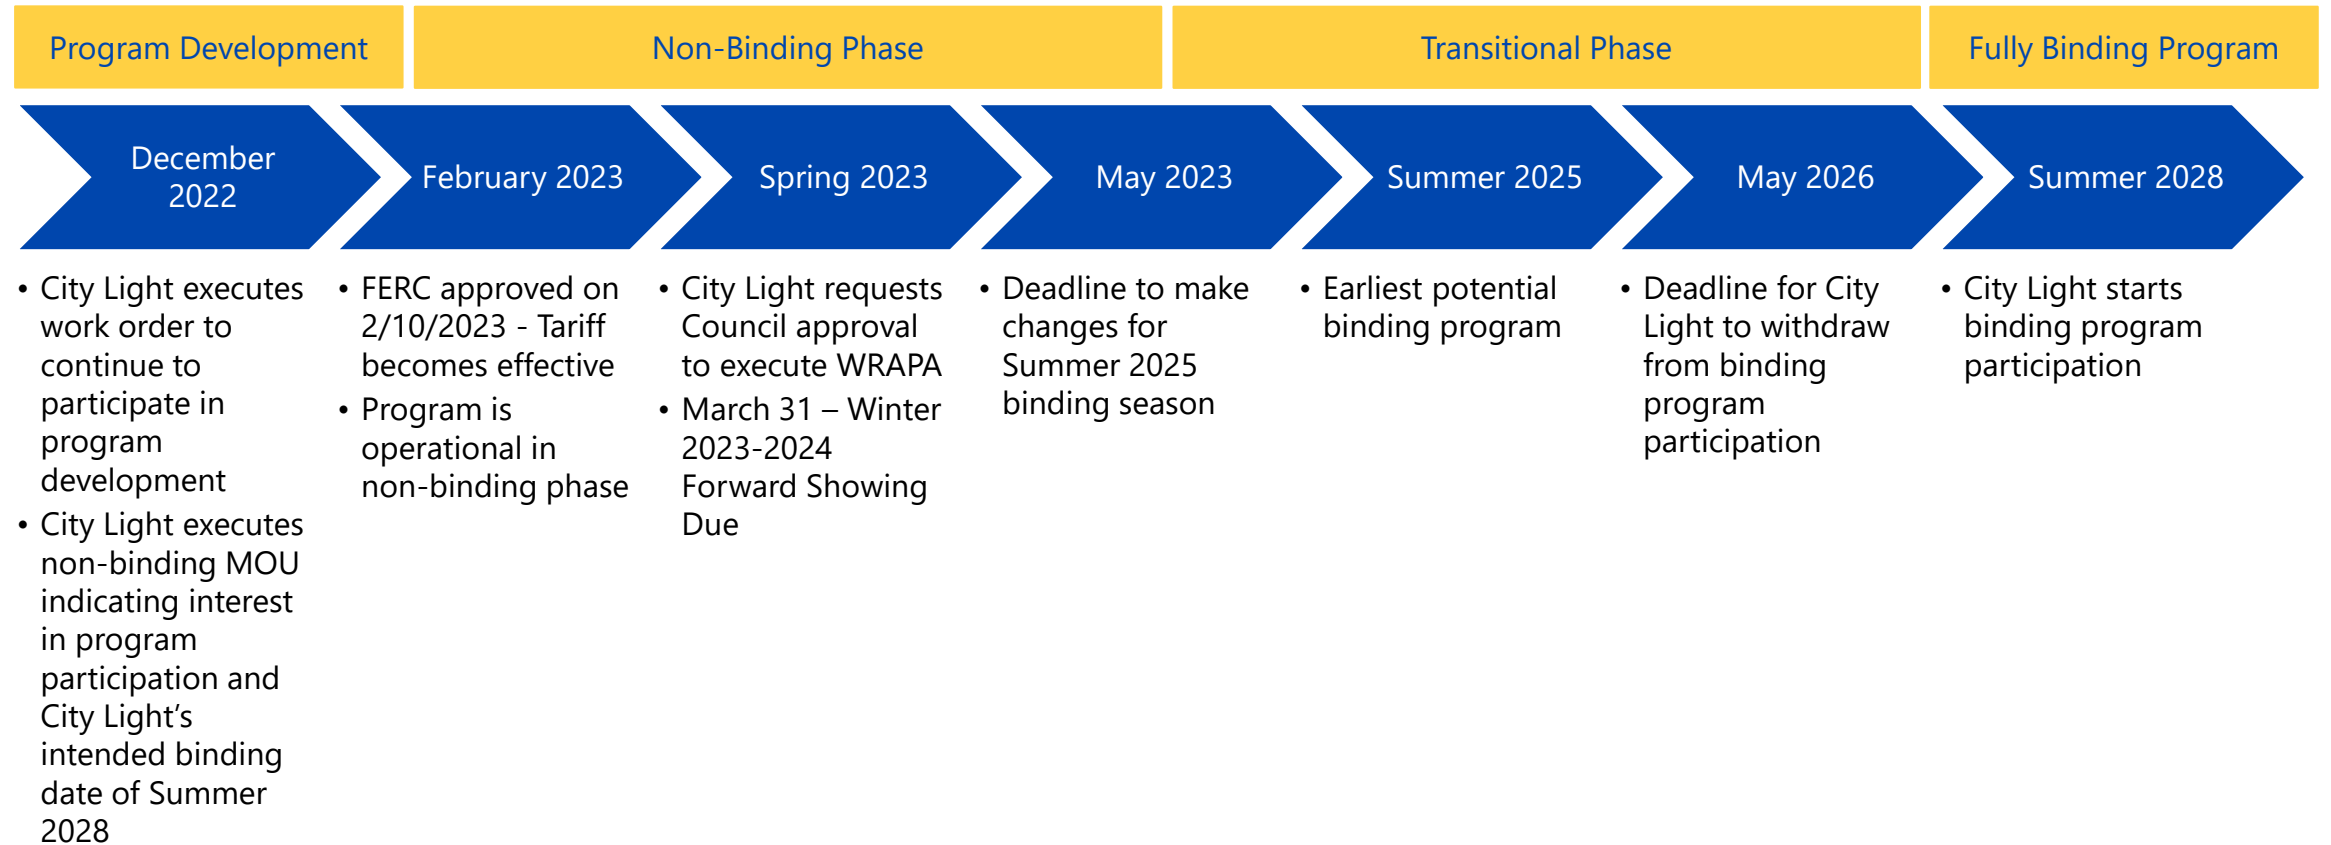 Program Development
Non-Binding Phase
Transitional Phase
Fully Binding Program
December
2022
February 2023
Spring 2023
May 2023
Summer 2025
May 2026
Summer 2028
• City Light executes
work order to
continue to
participate in
program
development
• City Light executes
non-binding MOU
indicating interest
in program
participation and
City Light‘s
intended binding
date of Summer
2028
• FERC approved on
2/10/2023 - Tariff
becomes effective
• Program is
operational in
non-binding phase
• City Light requests
Council approval
to execute WRAPA
• March 31 – Winter
2023-2024
Forward Showing
Due
• Deadline to make
changes for
Summer 2025
binding season
• Earliest potential
binding program
• Deadline for City
Light to withdraw
from binding
program
participation
• City Light starts
binding program
participation